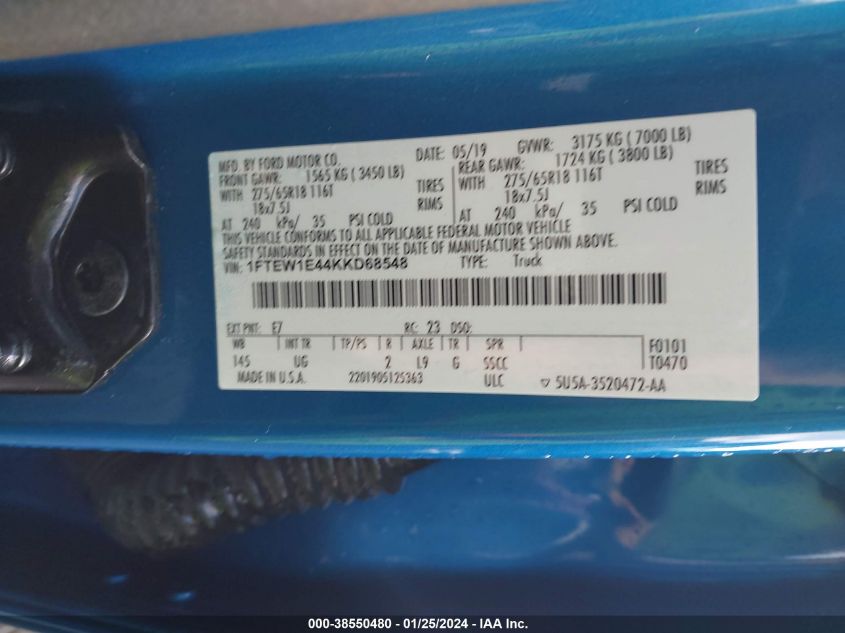 MFD. BY FORD MOTOR CO. DATE: 05/19 GVWR: 3175 KG ( 7000 LB)
FRONT GAWR: 1565 KG ( 3450 LB) REAR GAWR: 1724 KG ( 3800 LB)
WITH 275/65R18 116T TIRES WITH 275/65R18 116T TIRES
18x7.5J RIMS 18x7.5J RIMS
AT 240 kPa/ 35 PSI COLD AT 240 kPa/ 35 PSI COLD
THIS VEHICLE CONFORMS TO ALL APPLICABLE FEDERAL MOTOR VEHICLE
SAFETY STANDARDS IN EFFECT ON THE DATE OF MANUFACTURE SHOWN ABOVE.
VIN: 1FTEW1E44KKD68548 TYPE: Truck
EXT PNT: E7 RC: 23 DSO:
WB INT TR TP/PS R AXLE TR SPR F0101
145 UG 2 L9 G SSCC T0470
MADE IN U.S.A. 2201905125363 ULC ▽ 5U5A-3520472-AA
000-38550480 - 01/25/2024 - IAA Inc.